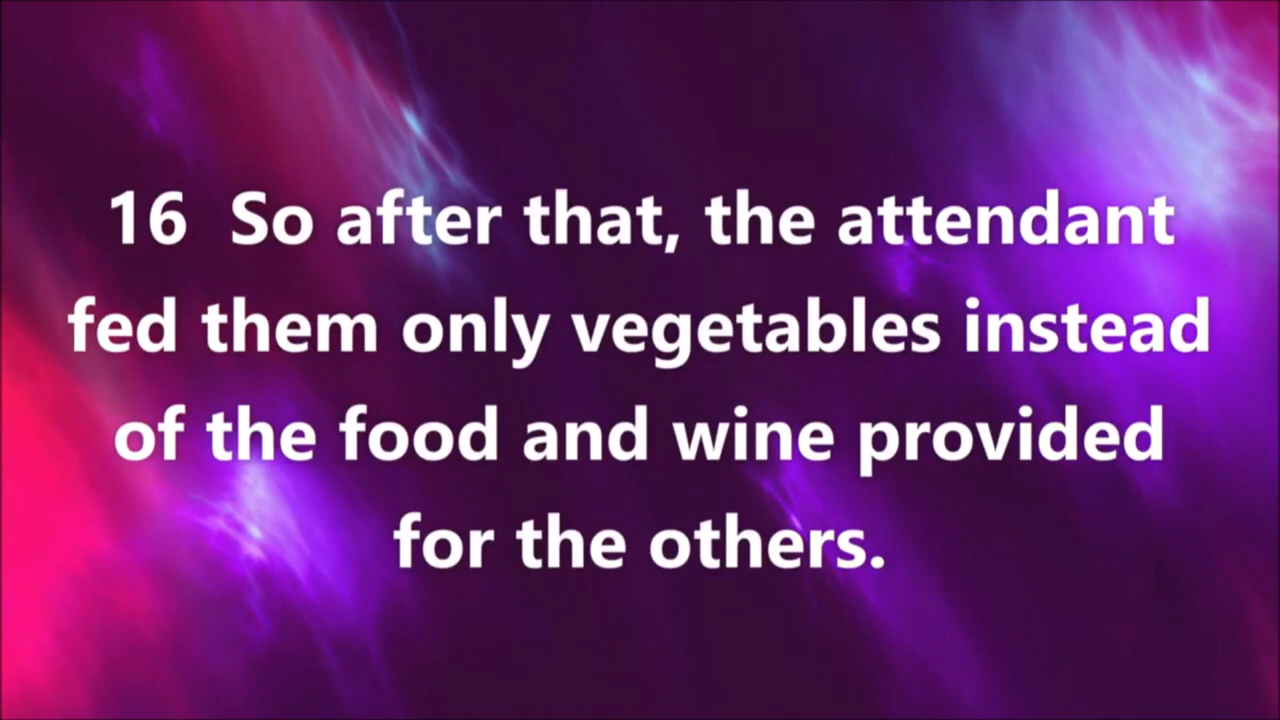 16  So after that, the attendant
fed them only vegetables instead
of the food and wine provided
for the others.